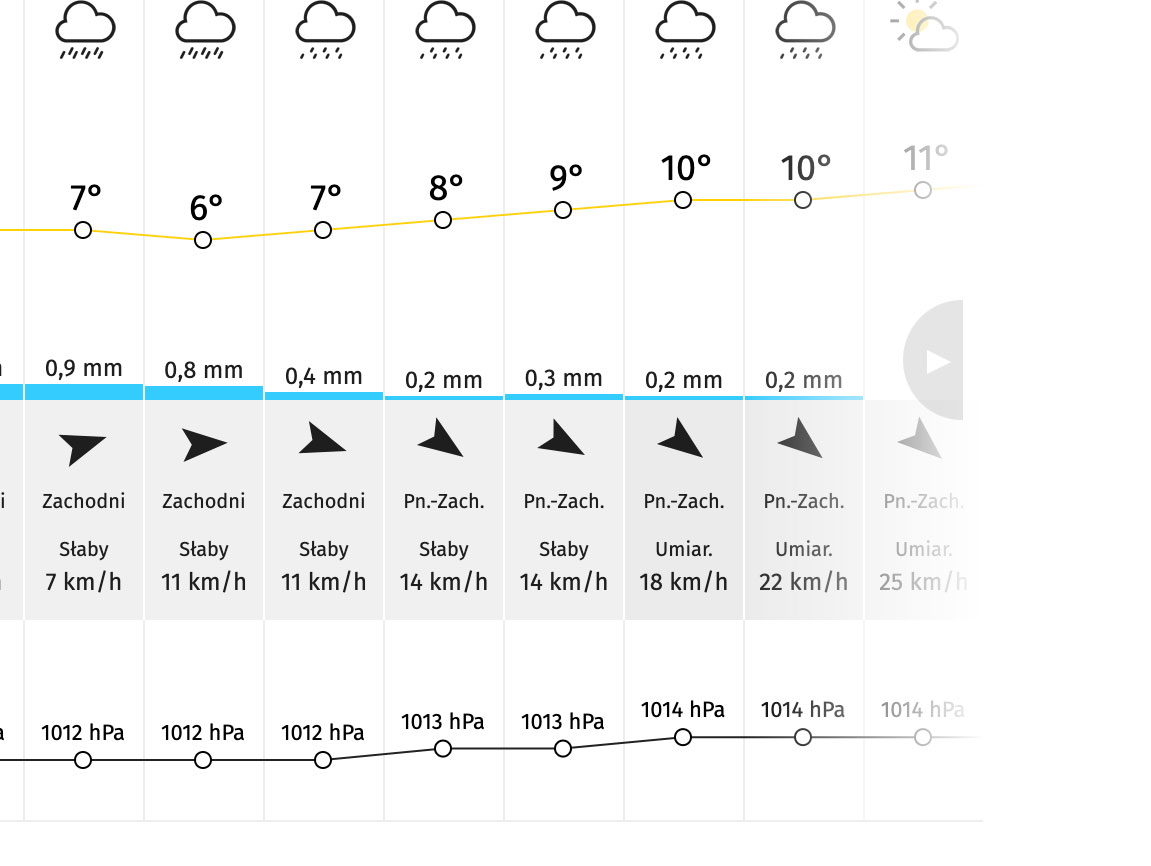 7° 6° 7° 8° 9° 10° 10° 11°
0,9 mm 0,8 mm 0,4 mm 0,2 mm 0,3 mm 0,2 mm 0,2 mm
Zachodni Zachodni Zachodni Pn.-Zach. Pn.-Zach. Pn.-Zach. Pn.-Zach. Pn.-Zach.
Słaby Słaby Słaby Słaby Słaby Umiar. Umiar. Umiar.
7 km/h 11 km/h 11 km/h 14 km/h 14 km/h 18 km/h 22 km/h 25 km/h
1012 hPa 1012 hPa 1012 hPa 1013 hPa 1013 hPa 1014 hPa 1014 hPa 1014 hPa